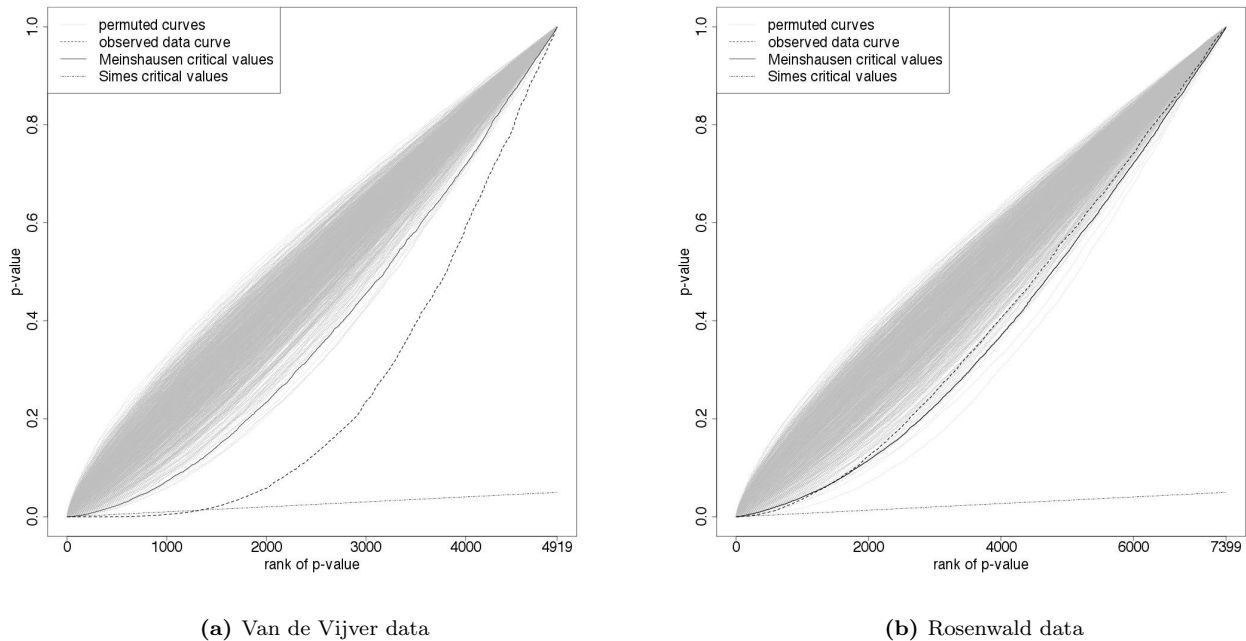 permuted curves
observed data curve
Meinshausen critical values
Simes critical values
p-value
1.0
0.8
0.6
0.4
0.2
0.0
0 1000 2000 3000 4000 4919
rank of p-value
(a) Van de Vijver data
permuted curves
observed data curve
Meinshausen critical values
Simes critical values
p-value
1.0
0.8
0.6
0.4
0.2
0.0
0 2000 4000 6000 7399
rank of p-value
(b) Rosenwald data